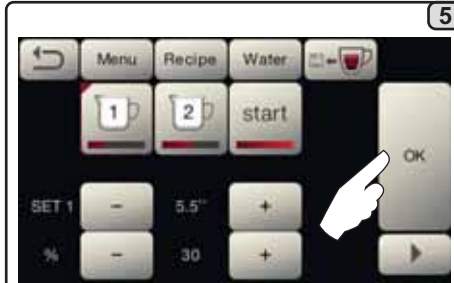 5
Menu Recipe Water
1 2 start
OK
SET 1 - 5.5" +
% - 30 +